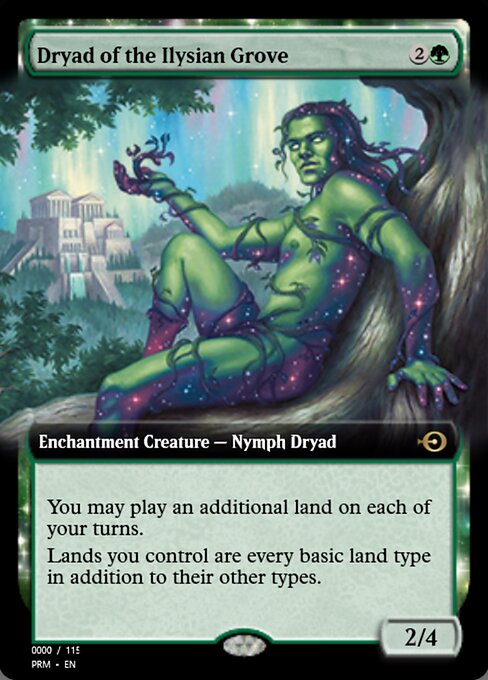 Dryad of the Ilysian Grove 2
Enchantment Creature — Nymph Dryad
You may play an additional land on each of
your turns.
Lands you control are every basic land type
in addition to their other types.
2/4
0000 / 115
PRM • EN